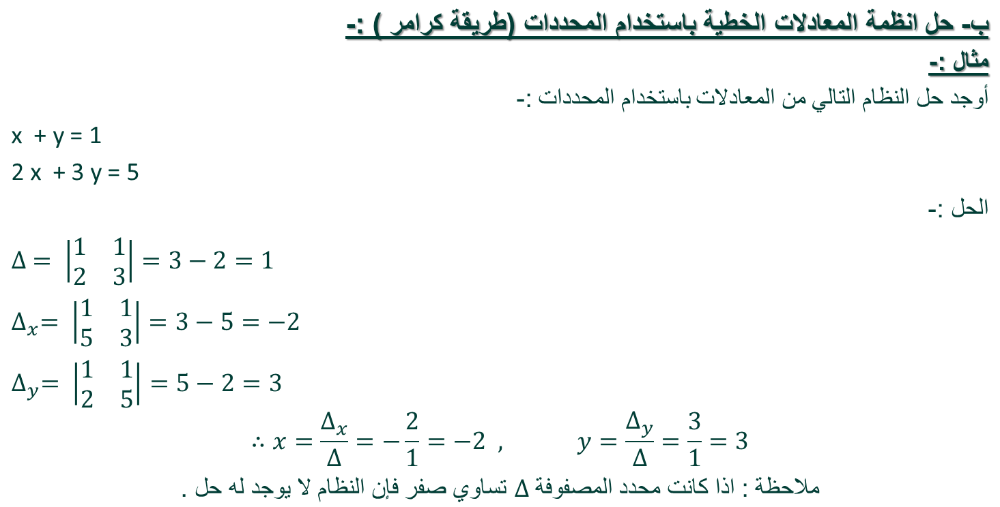 ب- حل انظمة المعادلات الخطية باستخدام المحددات (طريقة كرامر ) :-
مثال :-
أوجد حل النظام التالي من المعادلات باستخدام المحددات :-
x + y = 1
2 x + 3 y = 5
الحل :-
Δ = |1 1
2 3| = 3 − 2 = 1
Δx= |1 1
5 3| = 3 − 5 = −2
Δy= |1 1
2 5| = 5 − 2 = 3
∴ x = Δx/Δ = −2/1 = −2 , y = Δy/Δ = 3/1 = 3
ملاحظة : اذا كانت محدد المصفوفة Δ تساوي صفر فإن النظام لا يوجد له حل .